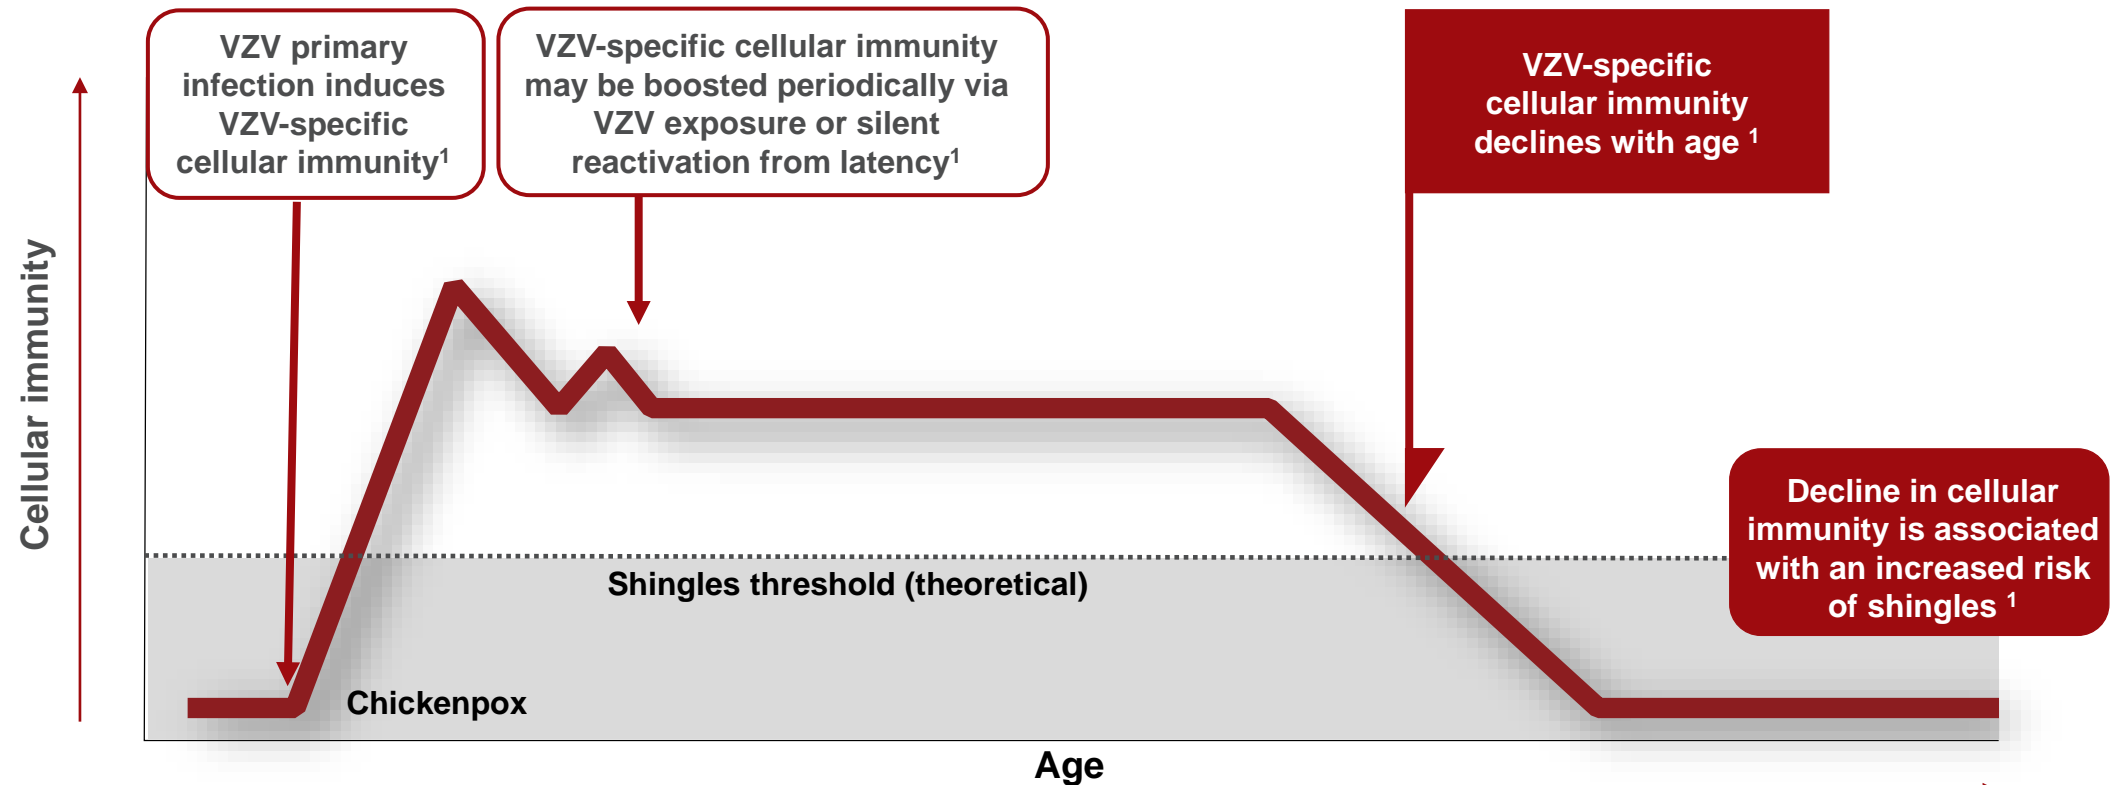 VZV primary
infection induces
VZV-specific
cellular immunity¹
VZV-specific cellular immunity
may be boosted periodically via
VZV exposure or silent
reactivation from latency¹
VZV-specific
cellular immunity
declines with age ¹
Cellular immunity
Decline in cellular
immunity is associated
with an increased risk
of shingles ¹
Shingles threshold (theoretical)
Chickenpox
Age